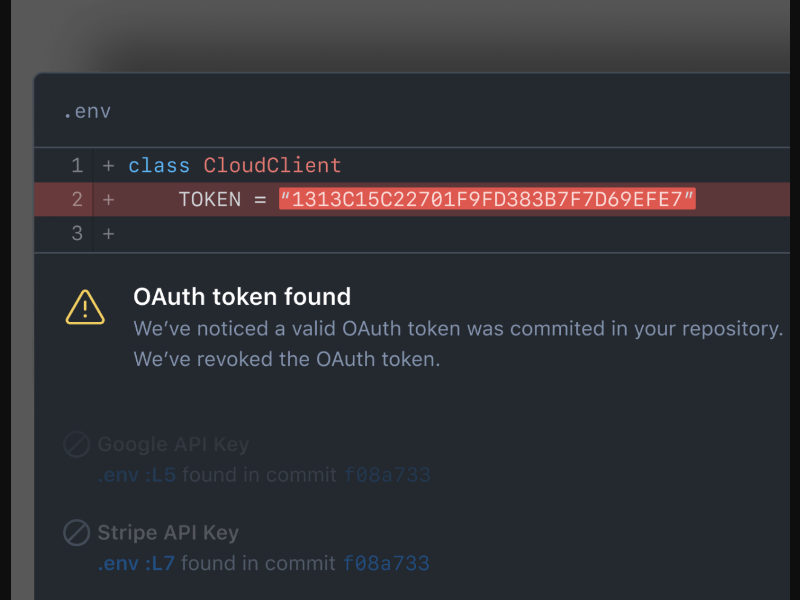 .env
1 + class CloudClient
2 + TOKEN = “1313C15C22701F9FD383B7F7D69EFE7”
3 +
OAuth token found
We’ve noticed a valid OAuth token was commited in your repository.
We’ve revoked the OAuth token.
Google API Key
.env :L5 found in commit f08a733
Stripe API Key
.env :L7 found in commit f08a733